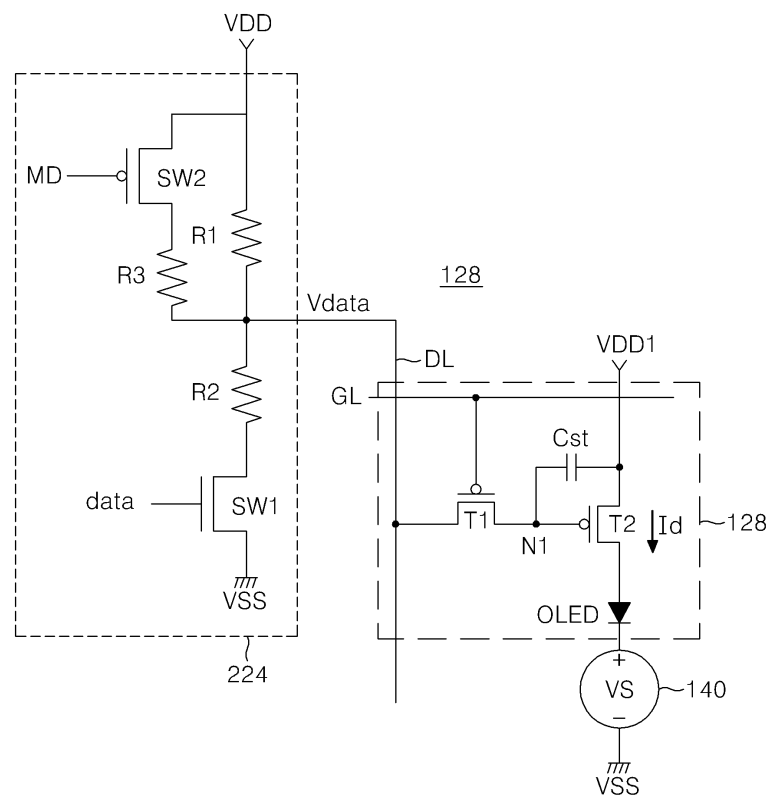 VDD
MD
SW2
R1
R3
128
Vdata
DL
VDD1
R2
GL
Cst
data
SW1
T1
T2
Id
128
N1
VSS
OLED
224
+
VS
140
−
VSS